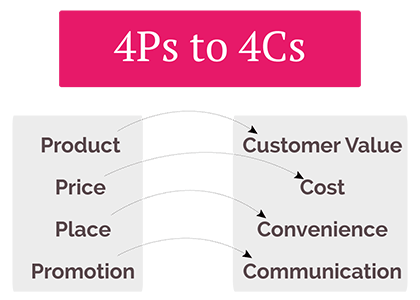 4Ps to 4Cs
Product Customer Value
Price Cost
Place Convenience
Promotion Communication